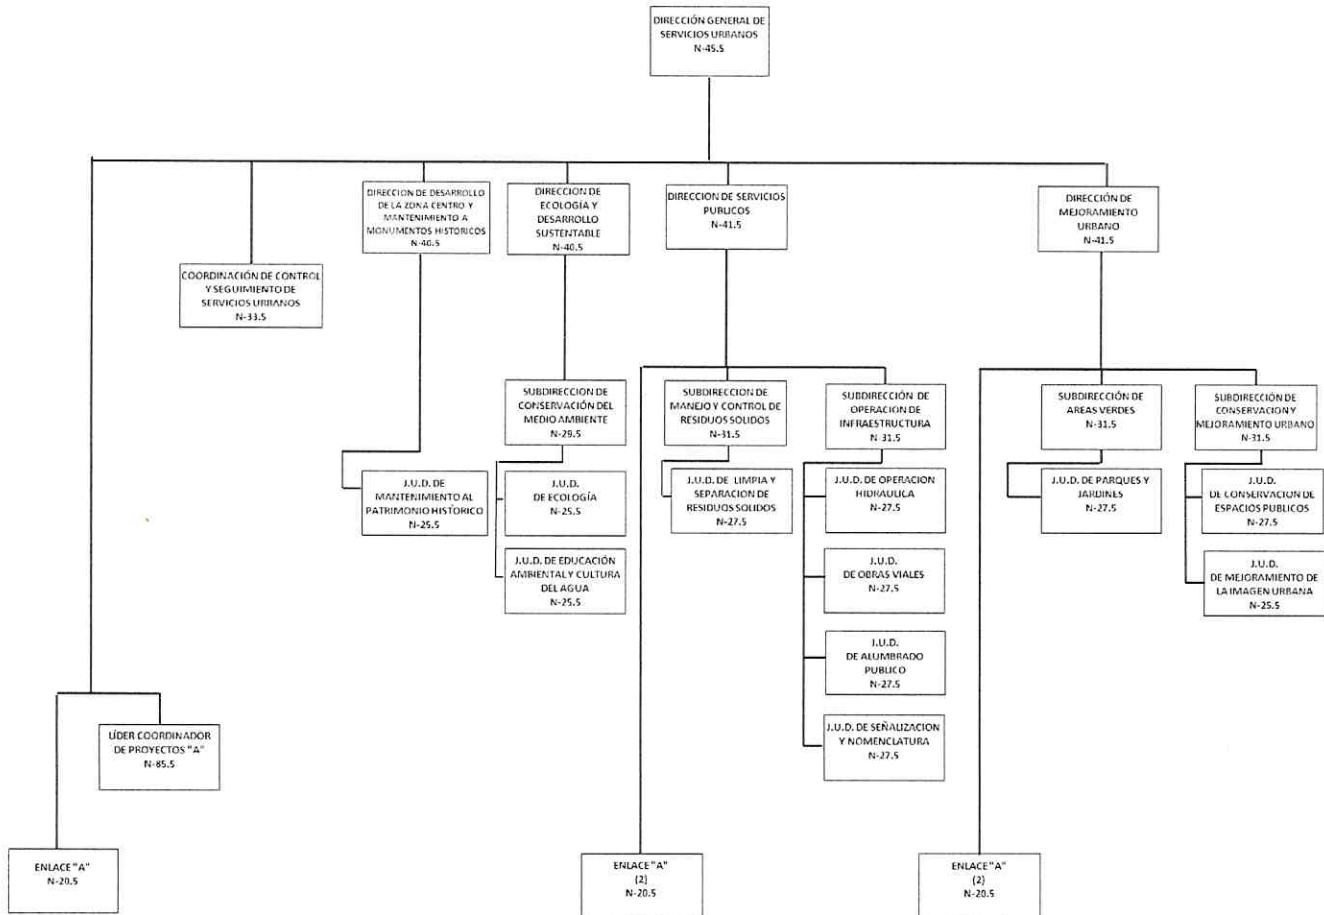 DIRECCIÓN GENERAL DE
SERVICIOS URBANOS
N-45.5
DIRECCION DE DESARROLLO
DE LA ZONA CENTRO Y
MANTENIMIENTO A
MONUMENTOS HISTORICOS
N-40.5
DIRECCION DE
ECOLOGÍA Y
DESARROLLO
SUSTENTABLE
N-40.5
DIRECCION DE SERVICIOS
PUBLICOS
N-41.5
DIRECCIÓN DE
MEJORAMIENTO
URBANO
N-41.5
COORDINACIÓN DE CONTROL
Y SEGUIMIENTO DE
SERVICIOS URBANOS
N-33.5
SUBDIRECCION DE
CONSERVACIÓN DEL
MEDIO AMBIENTE
N-29.5
SUBDIRECCION DE
MANEJO Y CONTROL DE
RESIDUOS SOLIDOS
N-31.5
SUBDIRECCIÓN DE
OPERACION DE
INFRAESTRUCTURA
N-31.5
SUBDIRECCIÓN DE
AREAS VERDES
N-31.5
SUBDIRECCIÓN DE
CONSERVACION Y
MEJORAMIENTO URBANO
N-31.5
J.U.D. DE
MANTENIMIENTO AL
PATRIMONIO HISTORICO
N-25.5
J.U.D.
DE ECOLOGÍA
N-25.5
J.U.D. DE LIMPIA Y
SEPARACION DE
RESIDUOS SOLIDOS
N-27.5
J.U.D. DE OPERACION
HIDRAULICA
N-27.5
J.U.D. DE PARQUES Y
JARDINES
N-27.5
J.U.D.
DE CONSERVACION DE
ESPACIOS PUBLICOS
N-27.5
J.U.D. DE EDUCACIÓN
AMBIENTAL Y CULTURA
DEL AGUA
N-25.5
J.U.D.
DE OBRAS VIALES
N-27.5
J.U.D.
DE MEJORAMIENTO DE
LA IMAGEN URBANA
N-25.5
J.U.D.
DE ALUMBRADO
PUBLICO
N-27.5
J.U.D. DE SEÑALIZACION
Y NOMENCLATURA
N-27.5
LÍDER COORDINADOR
DE PROYECTOS "A"
N-85.5
ENLACE "A"
N-20.5
ENLACE "A"
(2)
N-20.5
ENLACE "A"
(2)
N-20.5